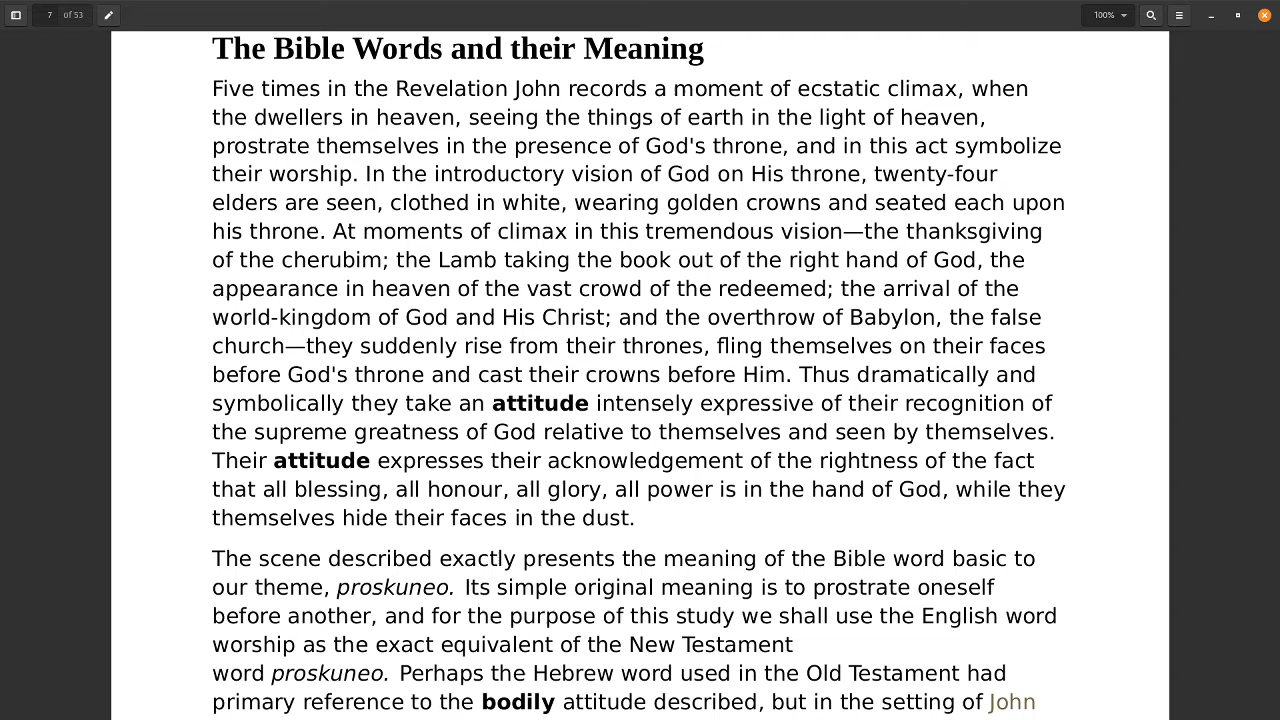 7 of 53
100%
The Bible Words and their Meaning
Five times in the Revelation John records a moment of ecstatic climax, when
the dwellers in heaven, seeing the things of earth in the light of heaven,
prostrate themselves in the presence of God's throne, and in this act symbolize
their worship. In the introductory vision of God on His throne, twenty-four
elders are seen, clothed in white, wearing golden crowns and seated each upon
his throne. At moments of climax in this tremendous vision—the thanksgiving
of the cherubim; the Lamb taking the book out of the right hand of God, the
appearance in heaven of the vast crowd of the redeemed; the arrival of the
world-kingdom of God and His Christ; and the overthrow of Babylon, the false
church—they suddenly rise from their thrones, fling themselves on their faces
before God's throne and cast their crowns before Him. Thus dramatically and
symbolically they take an attitude intensely expressive of their recognition of
the supreme greatness of God relative to themselves and seen by themselves.
Their attitude expresses their acknowledgement of the rightness of the fact
that all blessing, all honour, all glory, all power is in the hand of God, while they
themselves hide their faces in the dust.
The scene described exactly presents the meaning of the Bible word basic to
our theme, proskuneo. Its simple original meaning is to prostrate oneself
before another, and for the purpose of this study we shall use the English word
worship as the exact equivalent of the New Testament
word proskuneo. Perhaps the Hebrew word used in the Old Testament had
primary reference to the bodily attitude described, but in the setting of John